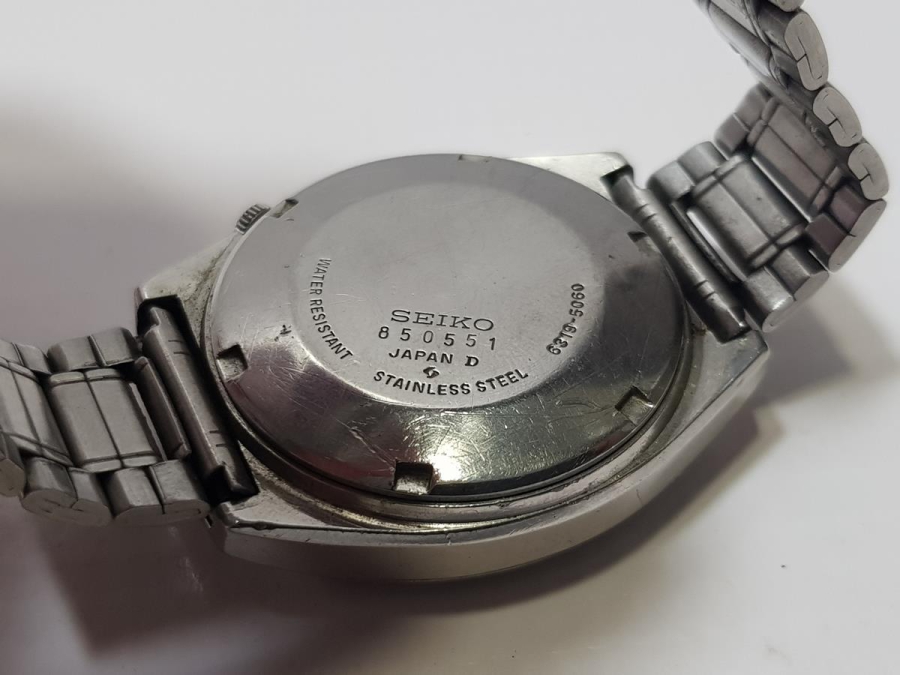 WATER RESISTANT
SEIKO
850551
JAPAN D
STAINLESS STEEL
6319-5060